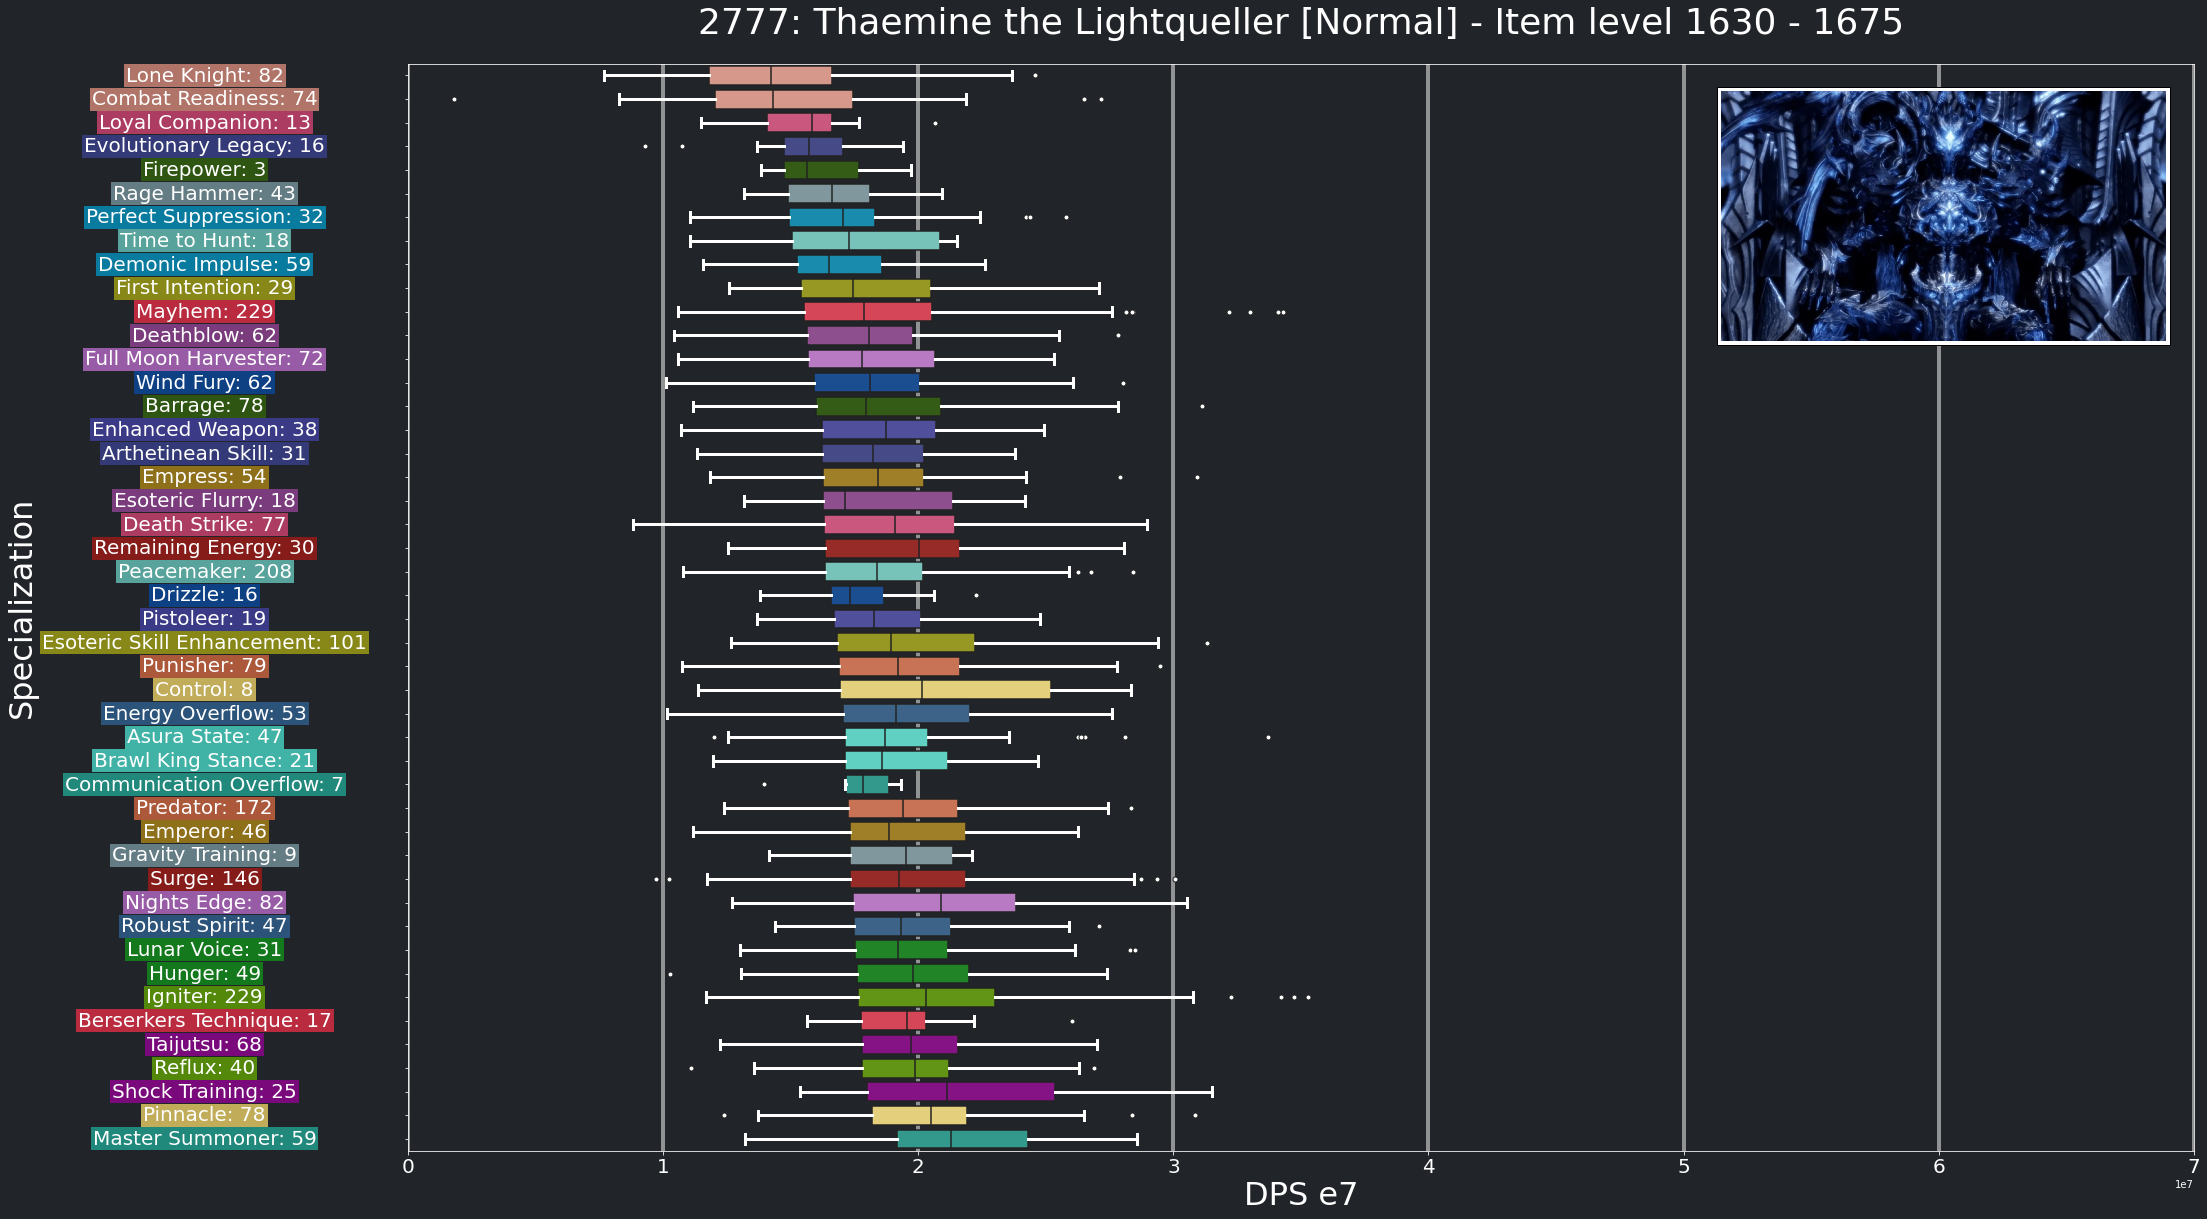 2777: Thaemine the Lightqueller [Normal] - Item level 1630 - 1675
Specialization
Lone Knight: 82
Combat Readiness: 74
Loyal Companion: 13
Evolutionary Legacy: 16
Firepower: 3
Rage Hammer: 43
Perfect Suppression: 32
Time to Hunt: 18
Demonic Impulse: 59
First Intention: 29
Mayhem: 229
Deathblow: 62
Full Moon Harvester: 72
Wind Fury: 62
Barrage: 78
Enhanced Weapon: 38
Arthetinean Skill: 31
Empress: 54
Esoteric Flurry: 18
Death Strike: 77
Remaining Energy: 30
Peacemaker: 208
Drizzle: 16
Pistoleer: 19
Esoteric Skill Enhancement: 101
Punisher: 79
Control: 8
Energy Overflow: 53
Asura State: 47
Brawl King Stance: 21
Communication Overflow: 7
Predator: 172
Emperor: 46
Gravity Training: 9
Surge: 146
Nights Edge: 82
Robust Spirit: 47
Lunar Voice: 31
Hunger: 49
Igniter: 229
Berserkers Technique: 17
Taijutsu: 68
Reflux: 40
Shock Training: 25
Pinnacle: 78
Master Summoner: 59
0 1 2 3 4 5 6 7
1e7
DPS e7